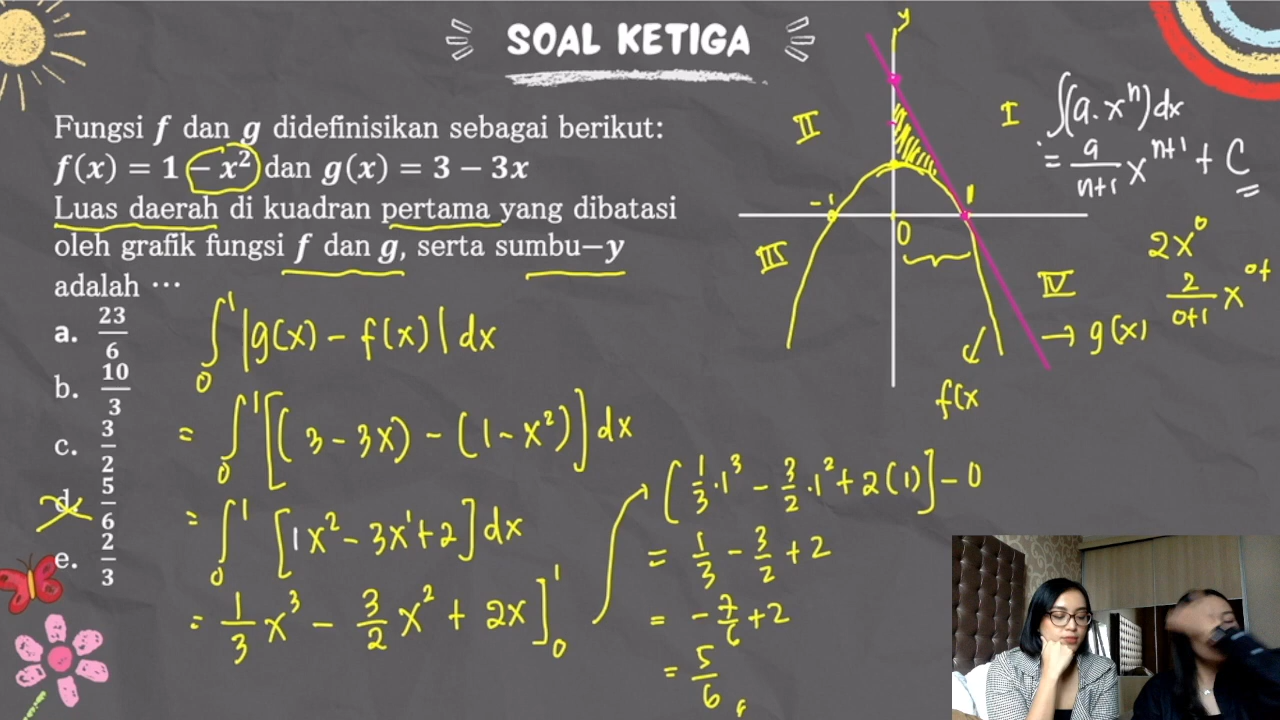 SOAL KETIGA
Fungsi f dan g didefinisikan sebagai berikut:
f(x) = 1 − x² dan g(x) = 3 − 3x
Luas daerah di kuadran pertama yang dibatasi
oleh grafik fungsi f dan g, serta sumbu−y
adalah ⋯
a. 23/6
b. 10/3
c. 3/2
d. 5/6
e. 2/3
∫₀¹ |g(x) − f(x)| dx
= ∫₀¹ [(3 − 3x) − (1 − x²)] dx
= ∫₀¹ [1x² − 3x¹ + 2] dx
= 1/3 x³ − 3/2 x² + 2x]₀¹
[1/3 · 1³ − 3/2 · 1² + 2(1)] − 0
= 1/3 − 3/2 + 2
= −7/6 + 2
= 5/6
y
II
I
-1
0
1
III
IV
→ g(x)
f(x
∫(a.xⁿ)dx
= a/n+1 xⁿ⁺¹ + C
2x⁰
2/0+1 x⁰⁺